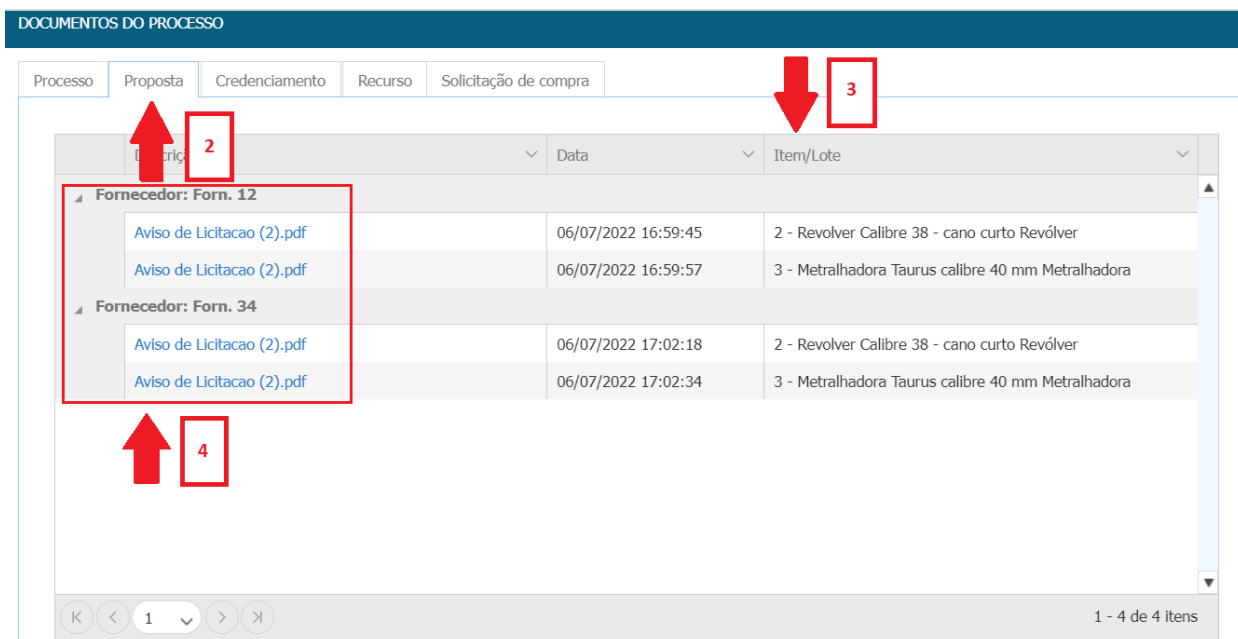 DOCUMENTOS DO PROCESSO
Processo Proposta Credenciamento Recurso Solicitação de compra
3
2
Data Item/Lote
Fornecedor: Forn. 12
Aviso de Licitacao (2).pdf 06/07/2022 16:59:45 2 - Revolver Calibre 38 - cano curto Revólver
Aviso de Licitacao (2).pdf 06/07/2022 16:59:57 3 - Metralhadora Taurus calibre 40 mm Metralhadora
Fornecedor: Forn. 34
Aviso de Licitacao (2).pdf 06/07/2022 17:02:18 2 - Revolver Calibre 38 - cano curto Revólver
Aviso de Licitacao (2).pdf 06/07/2022 17:02:34 3 - Metralhadora Taurus calibre 40 mm Metralhadora
4
1 1 - 4 de 4 itens